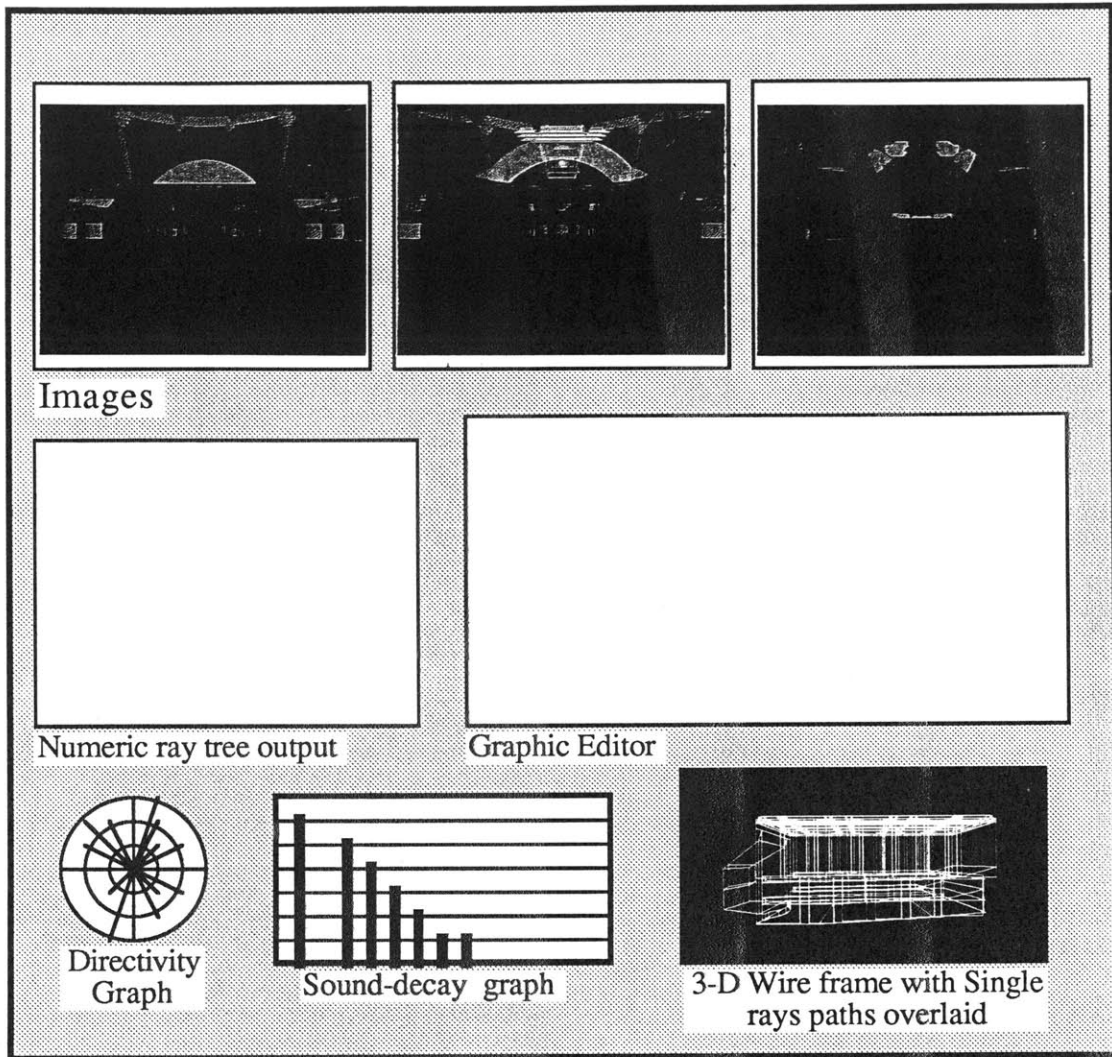 Images
Numeric ray tree output
Graphic Editor
Directivity
Graph
Sound-decay graph
3-D Wire frame with Single
rays paths overlaid